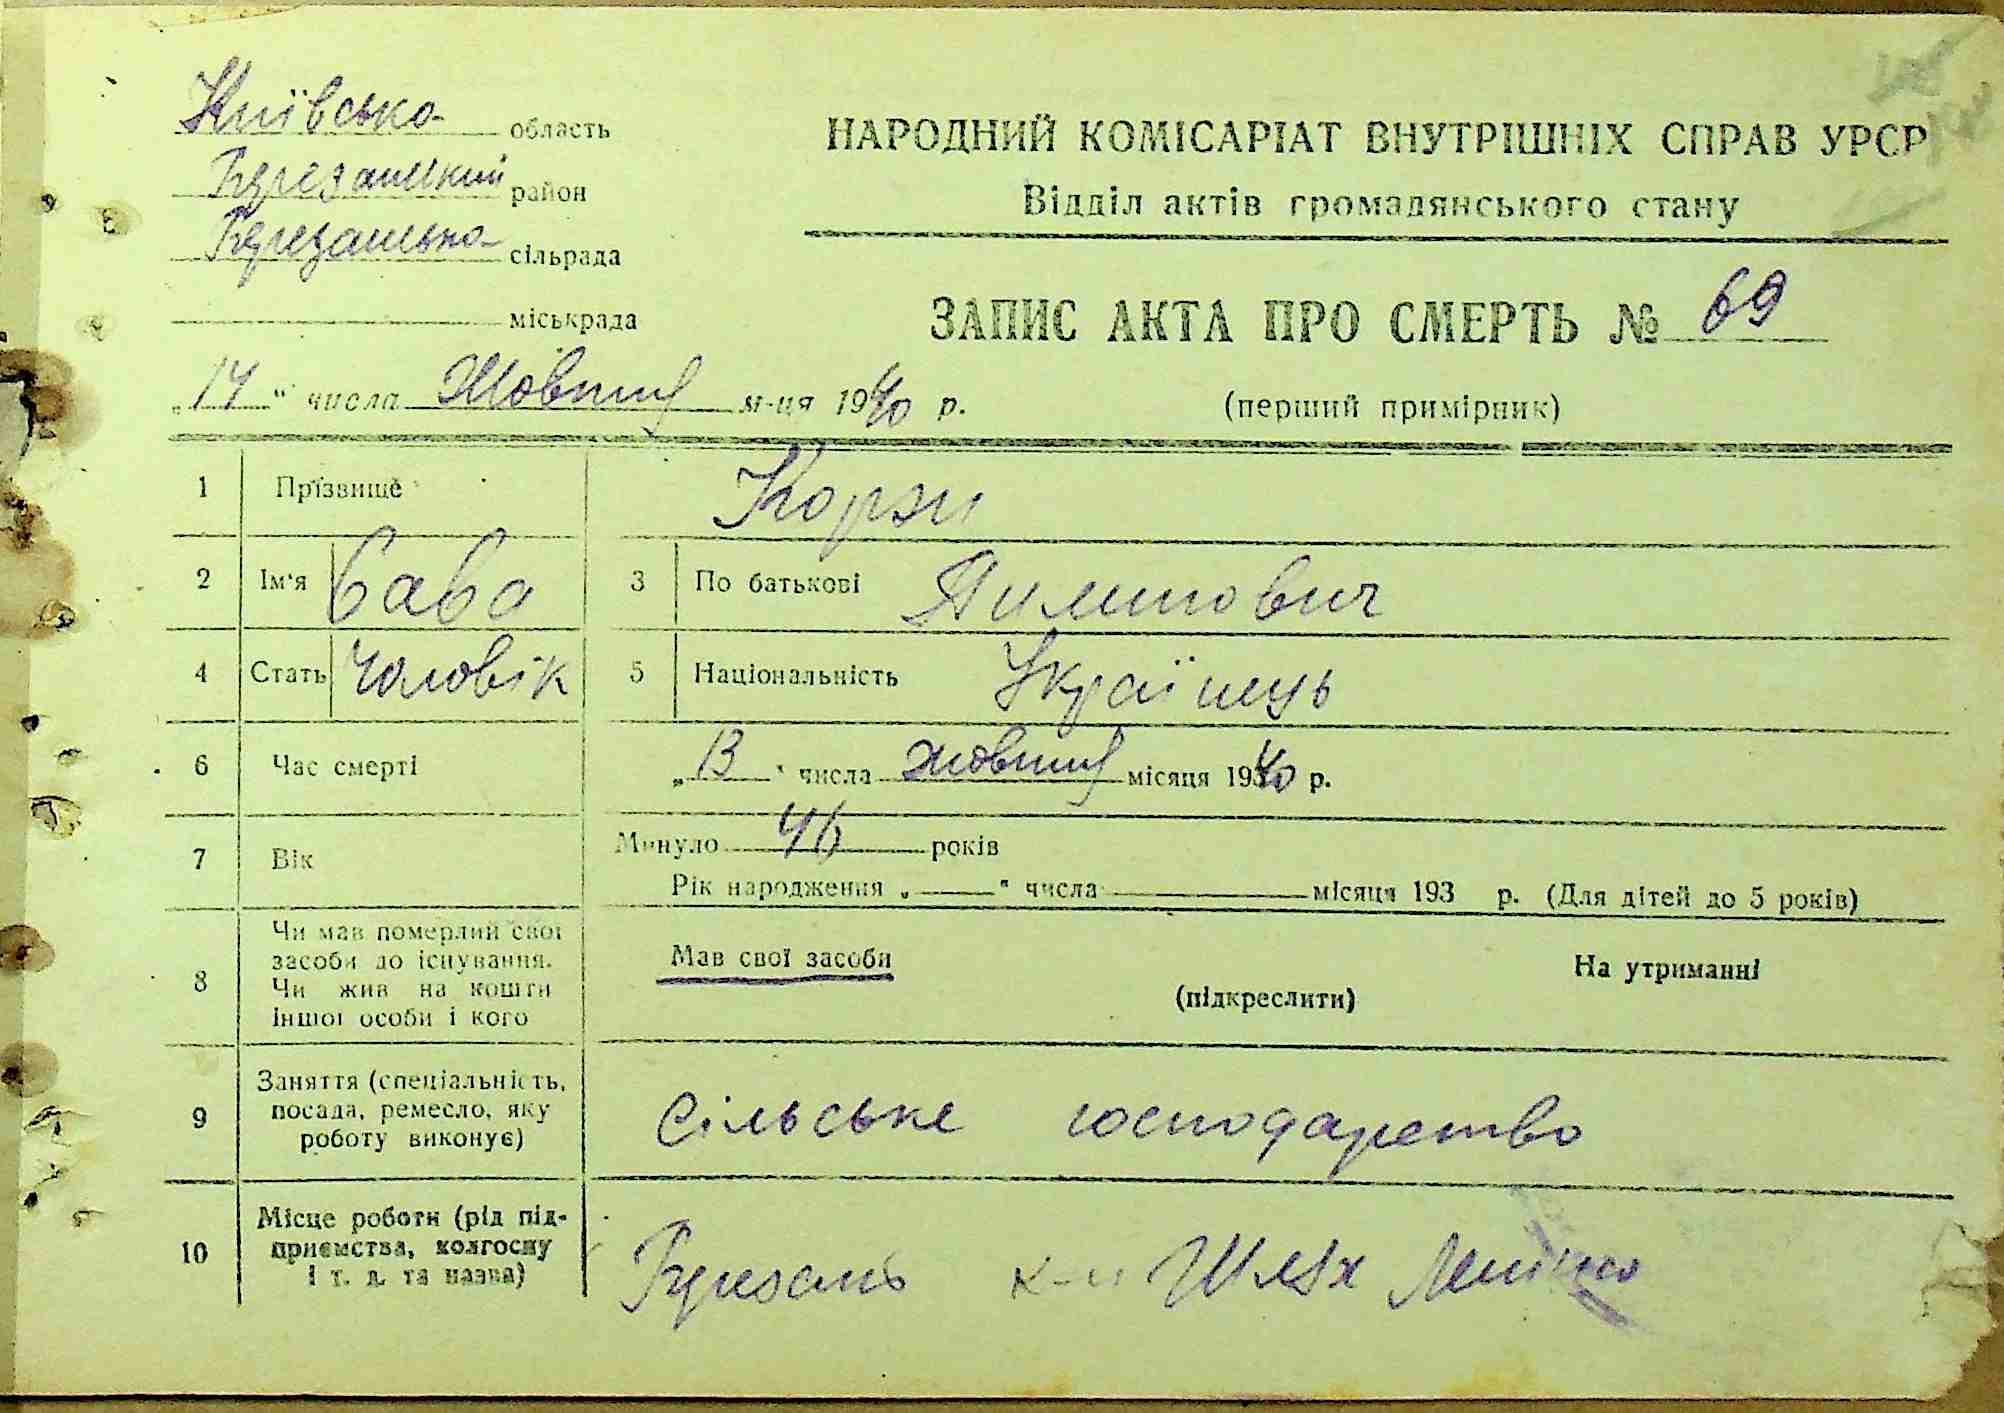 Київська область
Березанський район
Березанська сільрада
міськрада
НАРОДНИЙ КОМІСАРІАТ ВНУТРІШНІХ СПРАВ УРСР
Відділ актів громадянського стану
ЗАПИС АКТА ПРО СМЕРТЬ № 69
„14“ числа Жовтня м-ця 1940 р.
(перший примірник)
1 Прізвище Корж
2 Ім'я Сава 3 По батькові Пилипович
4 Стать Чоловік 5 Національність Українець
6 Час смерті „13“ числа жовтня місяця 1940 р.
7 Вік Минуло 46 років
Рік народження „—“ числа — місяця 193 р. (Для дітей до 5 років)
8 Чи мав померлий свої засоби до існування. Чи жив на кошти іншої особи і кого
Мав свої засоби (підкреслити) На утриманні
9 Заняття (спеціальність, посада, ремесло, яку роботу виконує) Сільське господарство
10 Місце роботи (рід підприємства, колгоспу і т. д. та назва) Березань к-п Шлях Леніна